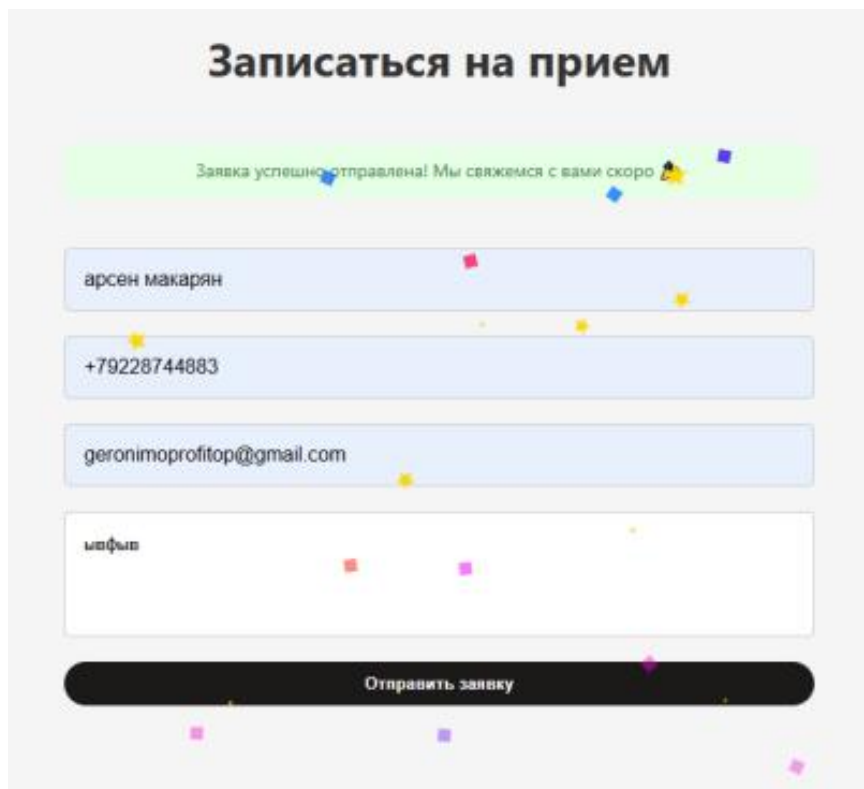 Записаться на прием
Заявка успешно отправлена! Мы свяжемся с вами скоро 🎉
арсен макарян
+79228744883
geronimoprofitop@gmail.com
ывфыв
Отправить заявку